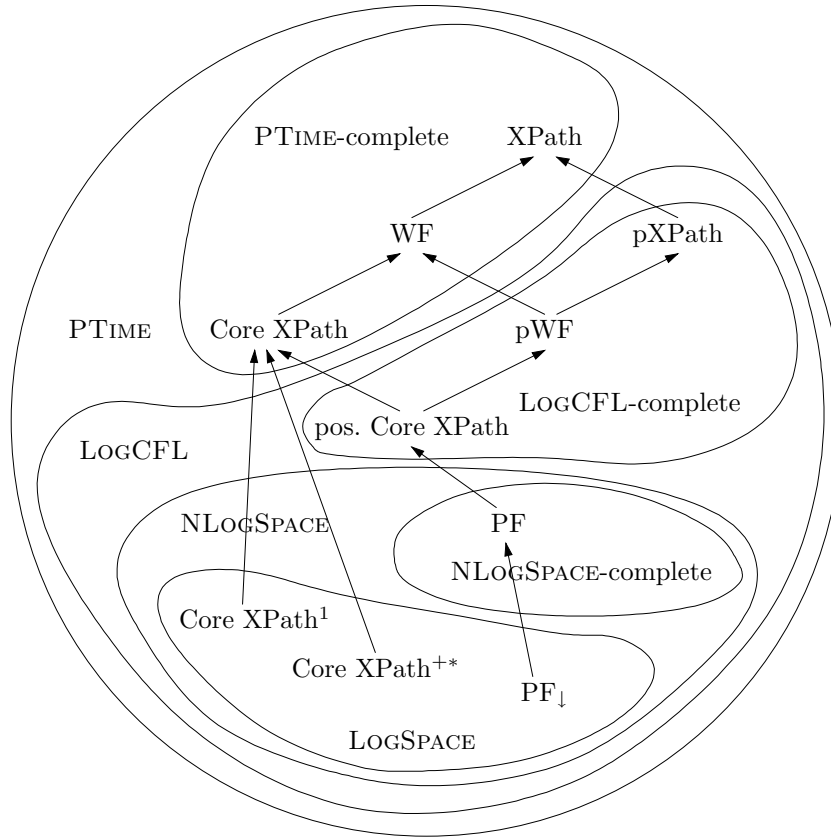 PTIME-complete XPath
WF pXPath
PTIME Core XPath pWF
LOGCFL-complete
pos. Core XPath
LOGCFL
NLOGSPACE PF
NLOGSPACE-complete
Core XPath¹
Core XPath⁺*
PF↓
LOGSPACE